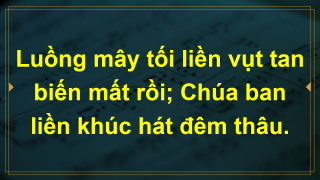 Luồng mây tối liền vụt tan
biến mất rồi; Chúa ban
liền khúc hát đêm thâu.